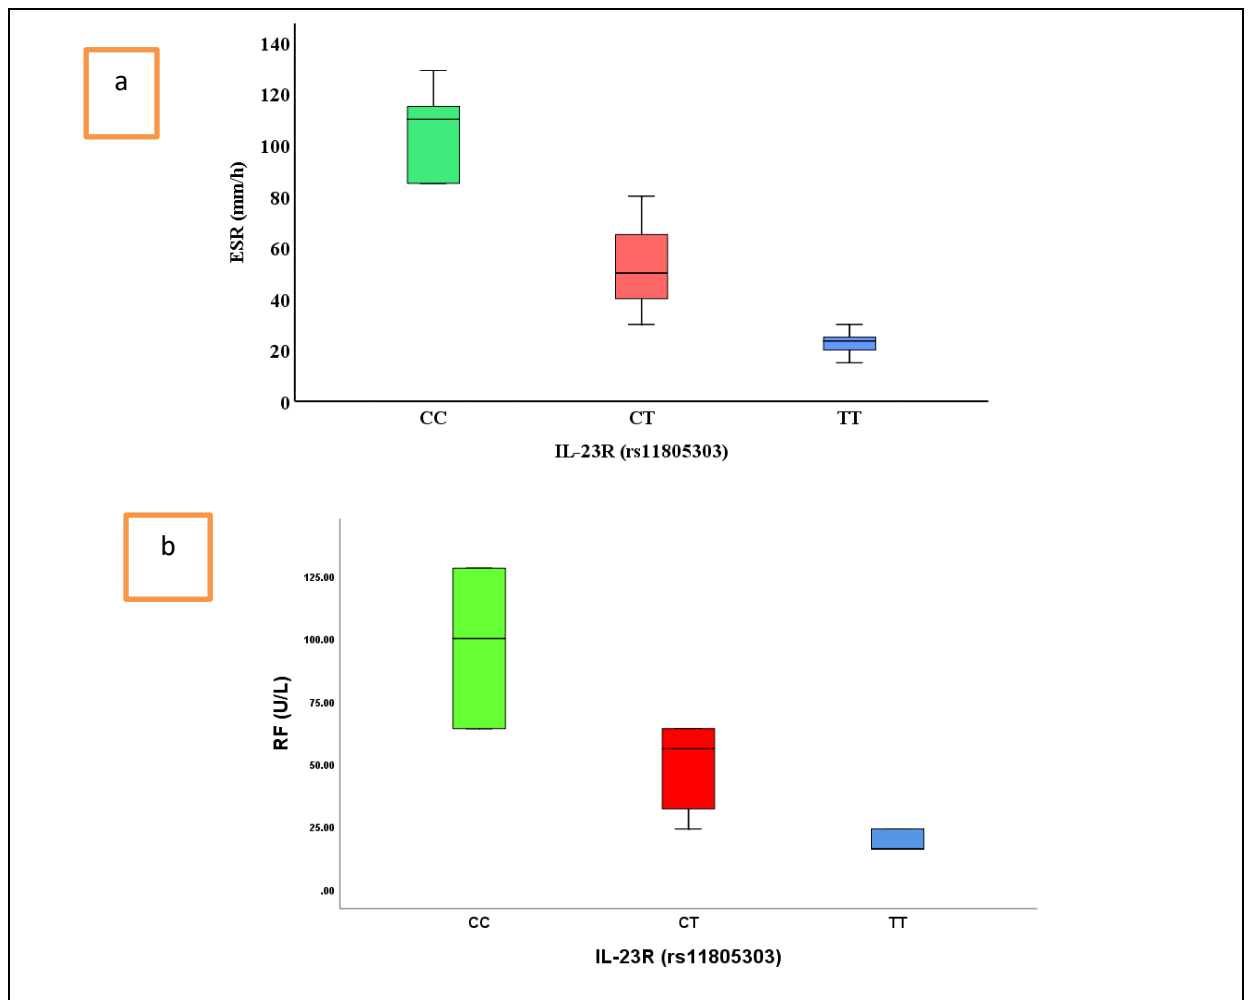 a
140
120
100
80
60
40
20
0
ESR (mm/h)
CC CT TT
IL-23R (rs11805303)
b
125.00
100.00
75.00
50.00
25.00
.00
RF (U/L)
CC CT TT
IL-23R (rs11805303)